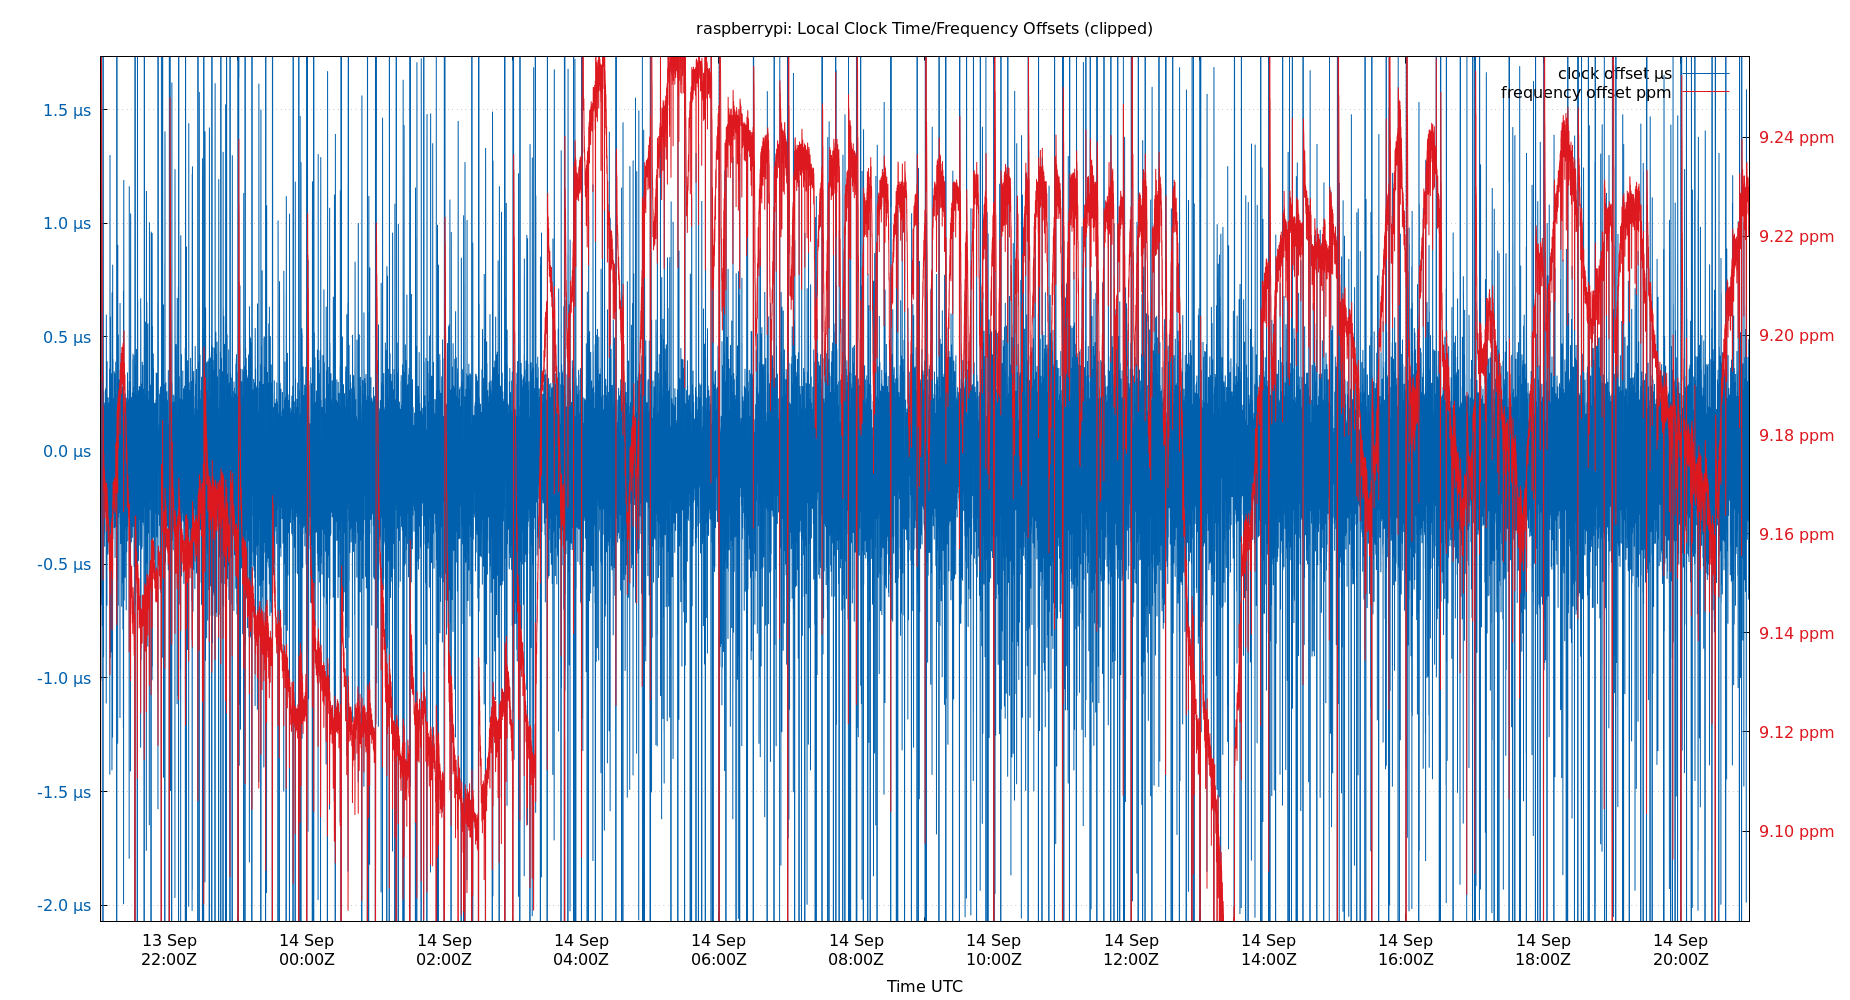 raspberrypi: Local Clock Time/Frequency Offsets (clipped)
clock offset µs
frequency offset ppm
1.5 µs
1.0 µs
0.5 µs
0.0 µs
-0.5 µs
-1.0 µs
-1.5 µs
-2.0 µs
9.24 ppm
9.22 ppm
9.20 ppm
9.18 ppm
9.16 ppm
9.14 ppm
9.12 ppm
9.10 ppm
13 Sep 14 Sep 14 Sep 14 Sep 14 Sep 14 Sep 14 Sep 14 Sep 14 Sep 14 Sep 14 Sep 14 Sep
22:00Z 00:00Z 02:00Z 04:00Z 06:00Z 08:00Z 10:00Z 12:00Z 14:00Z 16:00Z 18:00Z 20:00Z
Time UTC